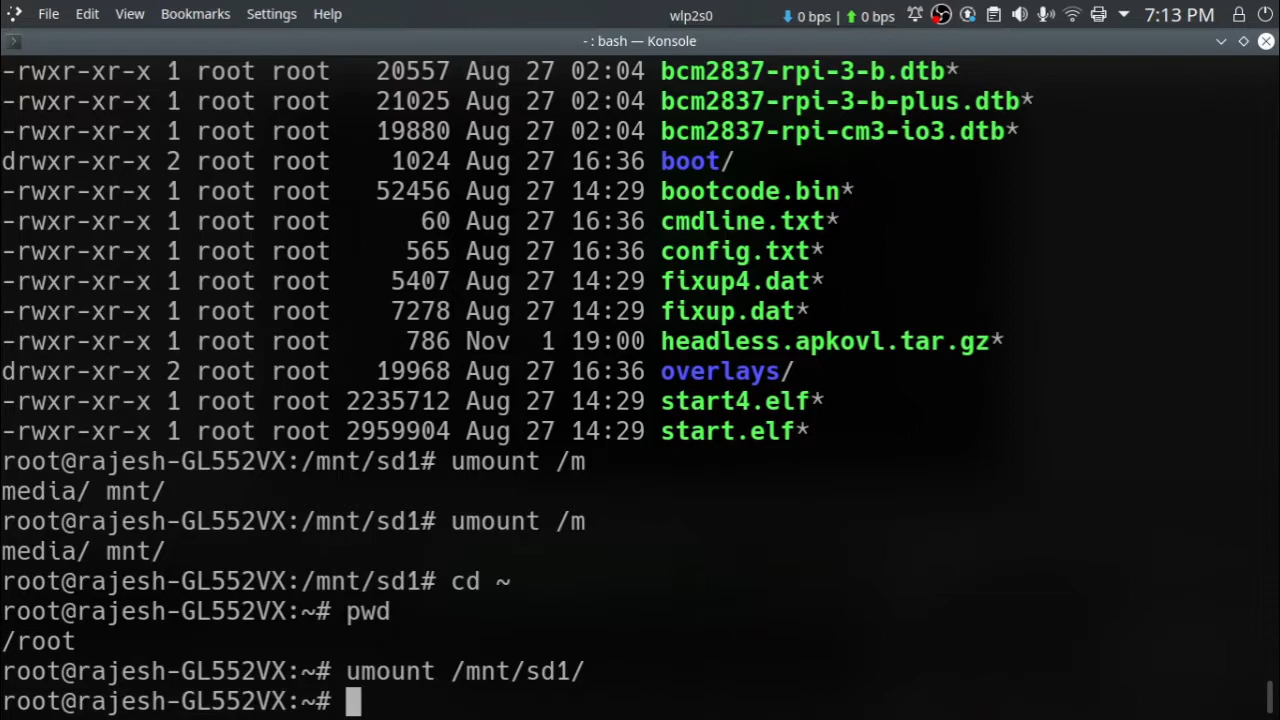 File Edit View Bookmarks Settings Help wlp2s0 0 bps 0 bps 7:13 PM
- : bash — Konsole
-rwxr-xr-x 1 root root   20557 Aug 27 02:04 bcm2837-rpi-3-b.dtb*
-rwxr-xr-x 1 root root   21025 Aug 27 02:04 bcm2837-rpi-3-b-plus.dtb*
-rwxr-xr-x 1 root root   19880 Aug 27 02:04 bcm2837-rpi-cm3-io3.dtb*
drwxr-xr-x 2 root root    1024 Aug 27 16:36 boot/
-rwxr-xr-x 1 root root   52456 Aug 27 14:29 bootcode.bin*
-rwxr-xr-x 1 root root      60 Aug 27 16:36 cmdline.txt*
-rwxr-xr-x 1 root root     565 Aug 27 16:36 config.txt*
-rwxr-xr-x 1 root root    5407 Aug 27 14:29 fixup4.dat*
-rwxr-xr-x 1 root root    7278 Aug 27 14:29 fixup.dat*
-rwxr-xr-x 1 root root     786 Nov  1 19:00 headless.apkovl.tar.gz*
drwxr-xr-x 2 root root   19968 Aug 27 16:36 overlays/
-rwxr-xr-x 1 root root 2235712 Aug 27 14:29 start4.elf*
-rwxr-xr-x 1 root root 2959904 Aug 27 14:29 start.elf*
root@rajesh-GL552VX:/mnt/sd1# umount /m
media/ mnt/
root@rajesh-GL552VX:/mnt/sd1# umount /m
media/ mnt/
root@rajesh-GL552VX:/mnt/sd1# cd ~
root@rajesh-GL552VX:~# pwd
/root
root@rajesh-GL552VX:~# umount /mnt/sd1/
root@rajesh-GL552VX:~#